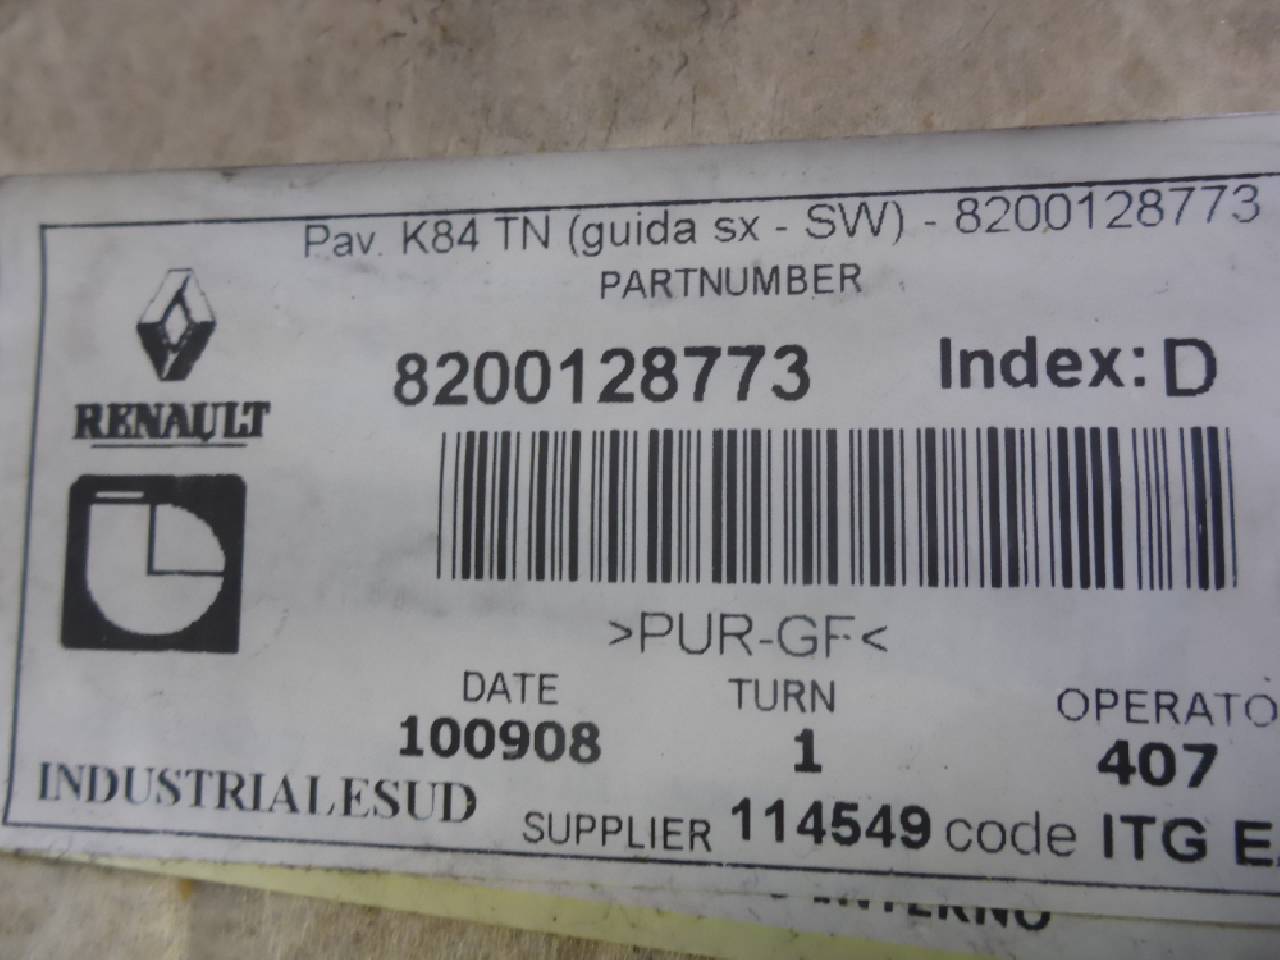 Pav. K84 TN (guida sx - SW) - 8200128773
PARTNUMBER
RENAULT
8200128773 Index: D
>PUR-GF<
DATE TURN
100908 1 407
INDUSTRIALESUD
SUPPLIER 114549 code ITG